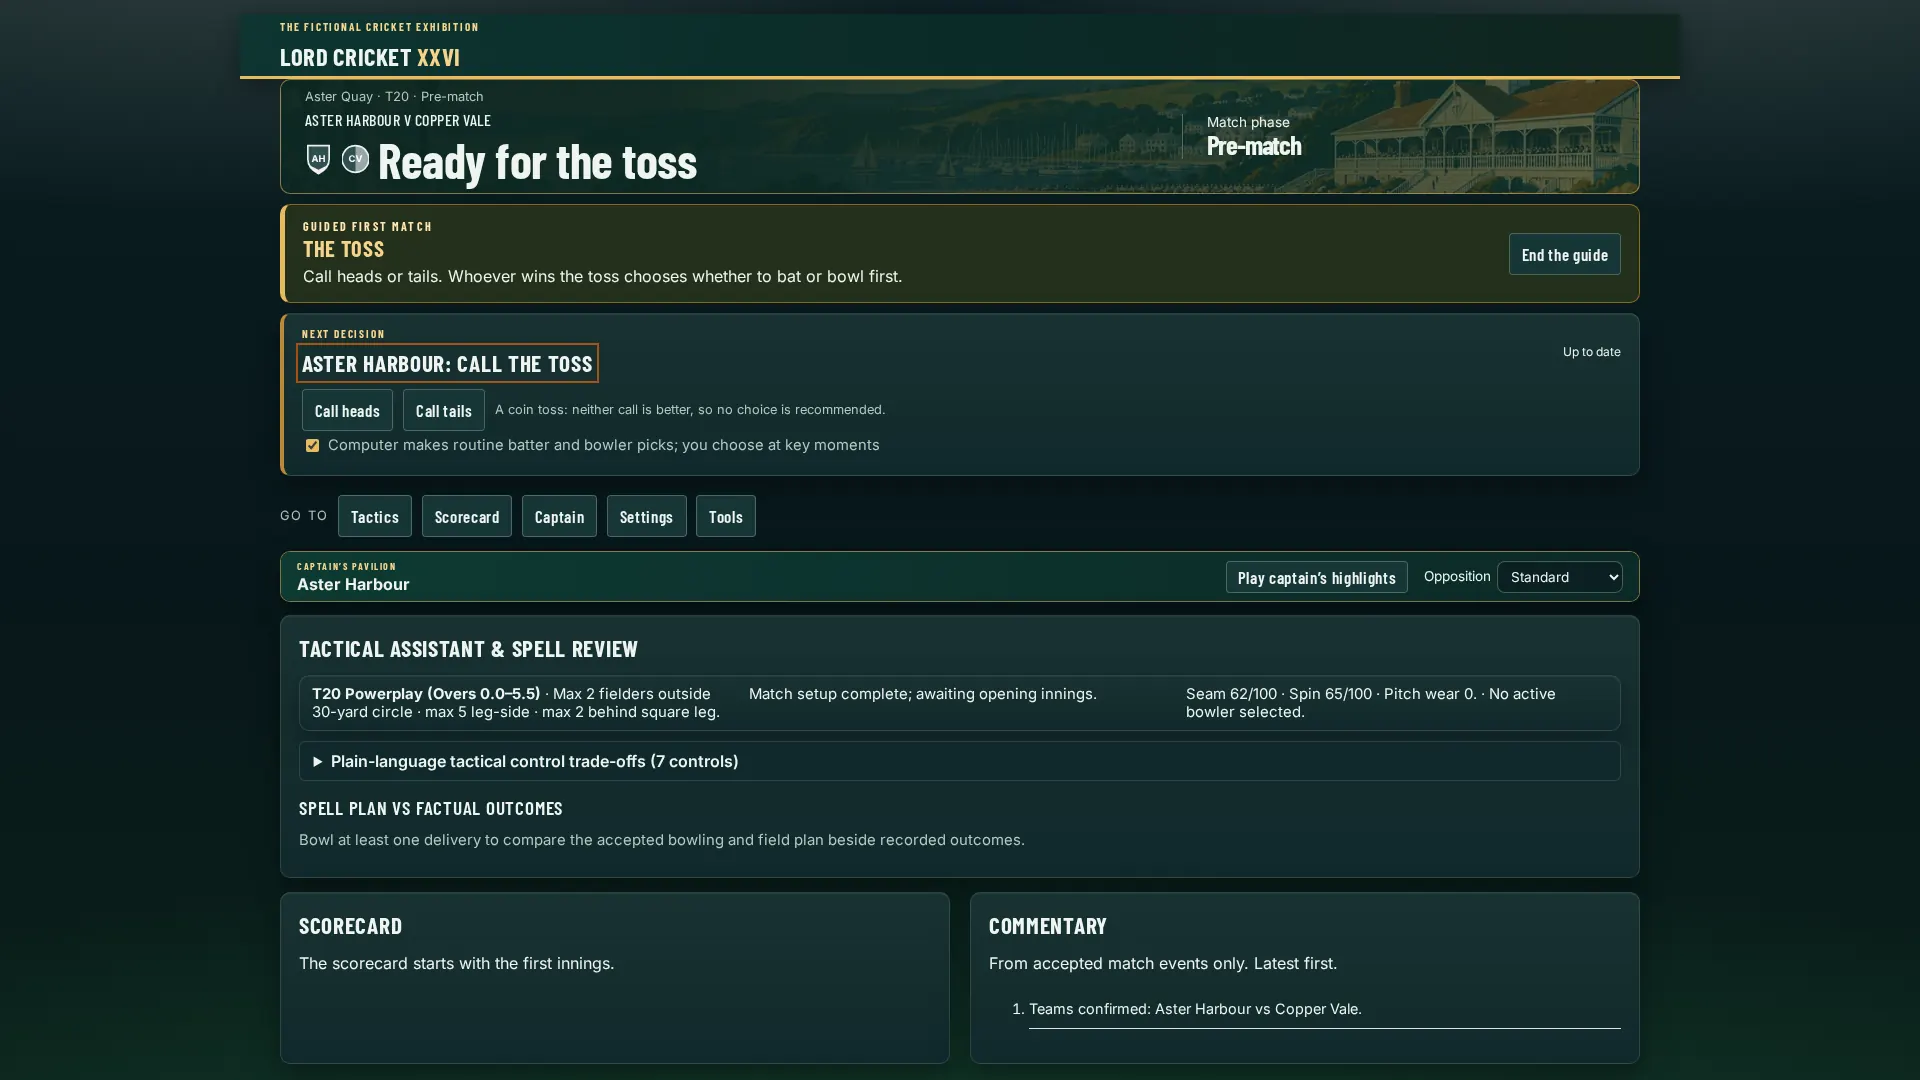 THE FICTIONAL CRICKET EXHIBITION
LORD CRICKET XXVI
Aster Quay · T20 · Pre-match
ASTER HARBOUR V COPPER VALE
AH CV Ready for the toss
Match phase
Pre-match
GUIDED FIRST MATCH
THE TOSS
Call heads or tails. Whoever wins the toss chooses whether to bat or bowl first.
End the guide
NEXT DECISION
ASTER HARBOUR: CALL THE TOSS
Up to date
Call heads
Call tails
A coin toss: neither call is better, so no choice is recommended.
Computer makes routine batter and bowler picks; you choose at key moments
GO TO
Tactics
Scorecard
Captain
Settings
Tools
CAPTAIN'S PAVILION
Aster Harbour
Play captain's highlights
Opposition
Standard
TACTICAL ASSISTANT & SPELL REVIEW
T20 Powerplay (Overs 0.0–5.5) · Max 2 fielders outside
30-yard circle · max 5 leg-side · max 2 behind square leg.
Match setup complete; awaiting opening innings.
Seam 62/100 · Spin 65/100 · Pitch wear 0. · No active
bowler selected.
Plain-language tactical control trade-offs (7 controls)
SPELL PLAN VS FACTUAL OUTCOMES
Bowl at least one delivery to compare the accepted bowling and field plan beside recorded outcomes.
SCORECARD
The scorecard starts with the first innings.
COMMENTARY
From accepted match events only. Latest first.
1. Teams confirmed: Aster Harbour vs Copper Vale.